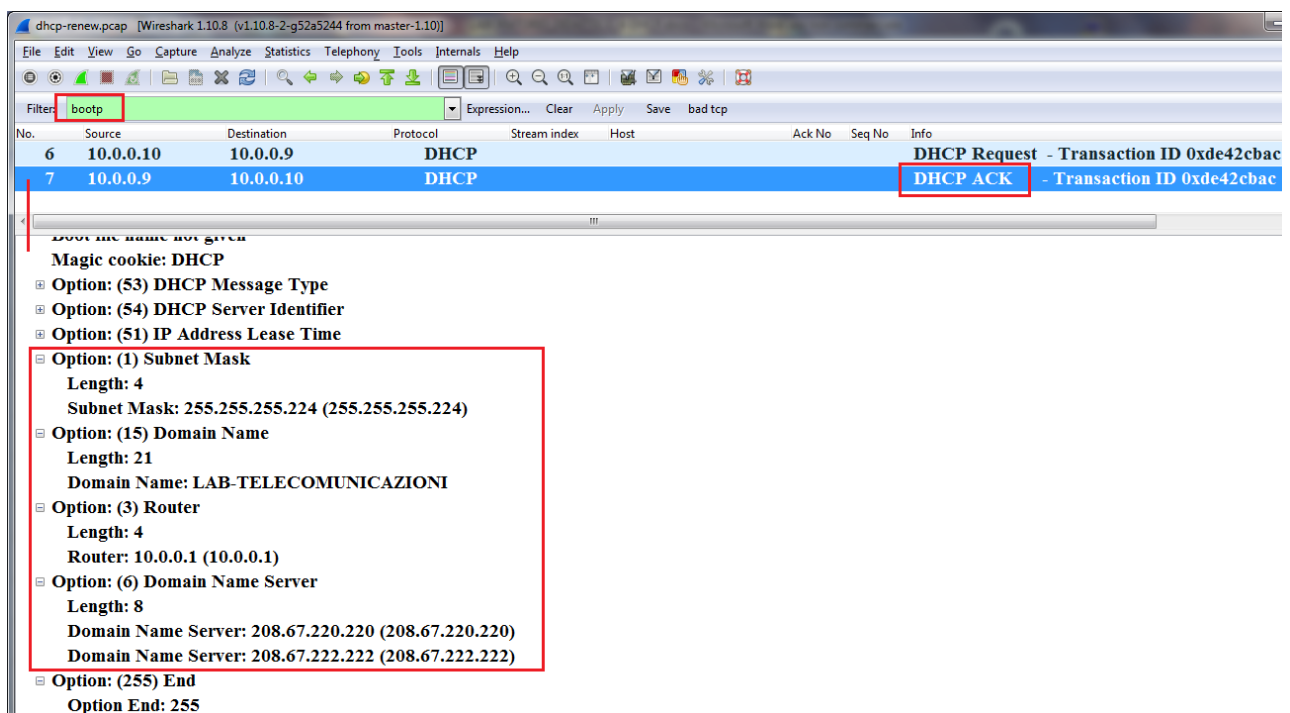 dhcp-renew.pcap [Wireshark 1.10.8 (v1.10.8-2-g52a5244 from master-1.10)]
File Edit View Go Capture Analyze Statistics Telephony Tools Internals Help
Filter: bootp Expression... Clear Apply Save bad tcp
No. Source Destination Protocol Stream index Host Ack No Seq No Info
6 10.0.0.10 10.0.0.9 DHCP DHCP Request - Transaction ID 0xde42cbac
7 10.0.0.9 10.0.0.10 DHCP DHCP ACK - Transaction ID 0xde42cbac
Boot file name not given
Magic cookie: DHCP
Option: (53) DHCP Message Type
Option: (54) DHCP Server Identifier
Option: (51) IP Address Lease Time
Option: (1) Subnet Mask
Length: 4
Subnet Mask: 255.255.255.224 (255.255.255.224)
Option: (15) Domain Name
Length: 21
Domain Name: LAB-TELECOMUNICAZIONI
Option: (3) Router
Length: 4
Router: 10.0.0.1 (10.0.0.1)
Option: (6) Domain Name Server
Length: 8
Domain Name Server: 208.67.220.220 (208.67.220.220)
Domain Name Server: 208.67.222.222 (208.67.222.222)
Option: (255) End
Option End: 255